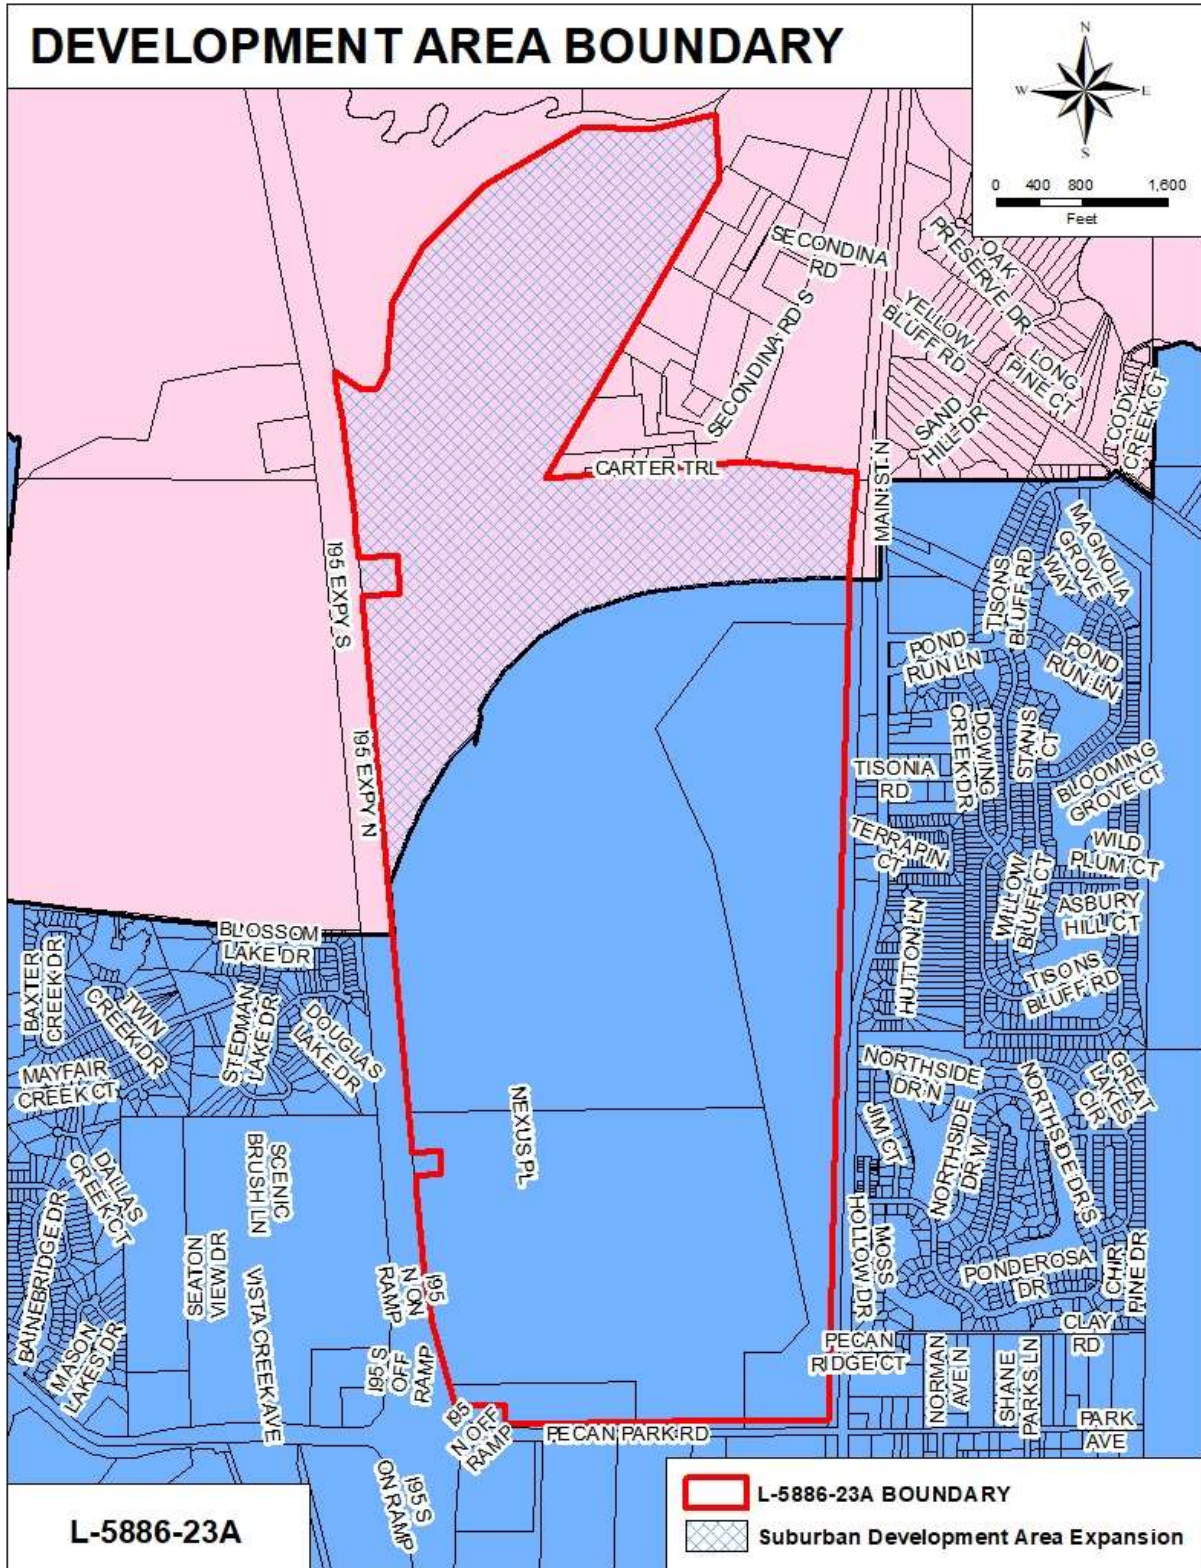 DEVELOPMENT AREA BOUNDARY
N
W
E
S
0 400 800 1,600
Feet
SECONDINA
RD
SECONDINA RD S
OAK
PRESERVE DR
YELLOW
BLUFF RD
LONG
PINE CT
SAND
HILL DR
CODY
CREEK CT
CARTER TRL
MAIN ST N
I95 EXPY S
I95 EXPY N
MAGNOLIA
GROVE
WAY
TISONS
BLUFF RD
POND
RUN LN
POND
RUN LN
DOWING
CREEK DR
STANIS
CT
BLOOMING
GROVE CT
TISONIA
RD
TERRAPIN
CT
WILD
PLUM CT
WILLOW
BLUFF CT
ASBURY
HILL CT
HUTTON LN
TISONS
BLUFF RD
BLOSSOM
LAKE DR
BAXTER
CREEK DR
TWIN
CREEK DR
STEDMAN
LAKE DR
DOUGLAS
LAKE DR
MAYFAIR
CREEK CT
NORTHSIDE
DR N
GREAT
LAKES
CIR
JIM CT
NORTHSIDE
DR W
NORTHSIDE DR S
NEXUS PL
SCENIC
BRUSH LN
DALLAS
CREEK CT
BAINEBRIDGE DR
SEATON
VIEW DR
VISTA CREEK AVE
I95
N ON
RAMP
MOSS
HOLLOW DR
PONDEROSA
DR
CHIR
PINE DR
MASON
LAKES DR
I95 S
OFF
RAMP
PECAN
RIDGE CT
CLAY
RD
NORMAN
AVE N
SHANE
PARKS LN
PARK
AVE
I95
N OFF
RAMP
PECAN PARK RD
I95 S
ON RAMP
L-5886-23A
L-5886-23A BOUNDARY
Suburban Development Area Expansion